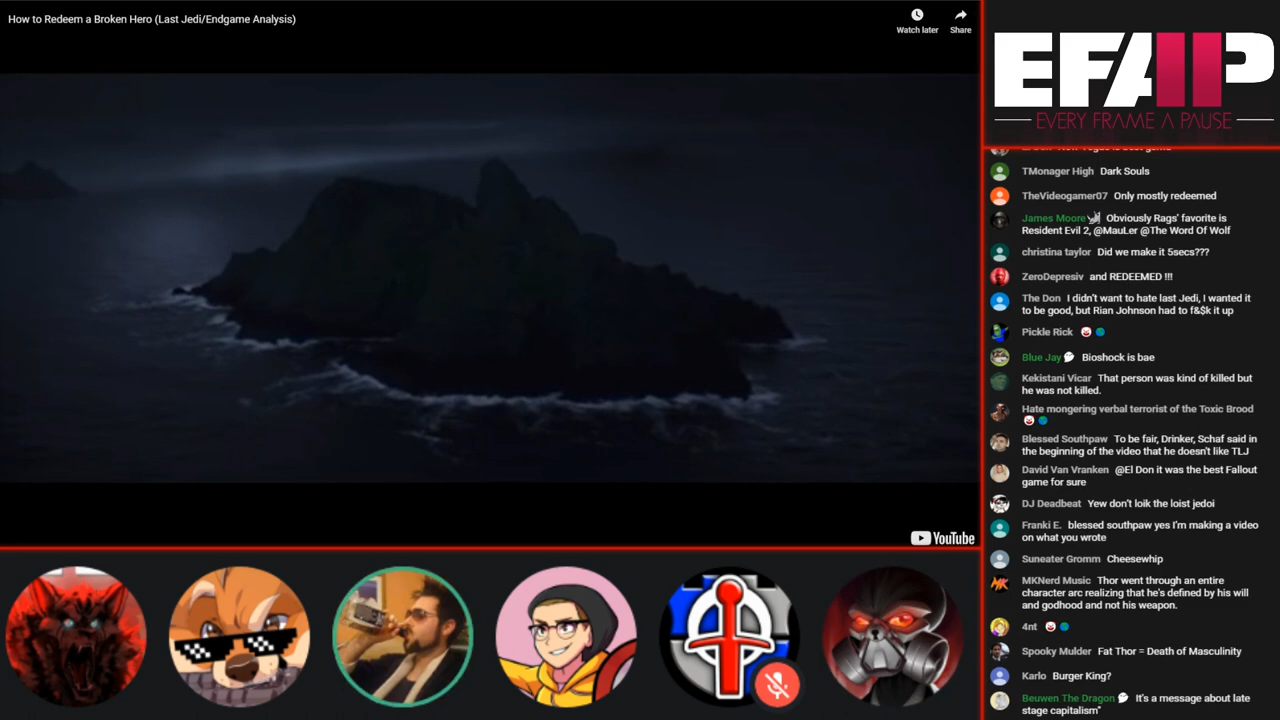 How to Redeem a Broken Hero (Last Jedi/Endgame Analysis)
Watch later
Share
YouTube
EFAP
EVERY FRAME A PAUSE
TMonager High Dark Souls
TheVideogamer07 Only mostly redeemed
James Moore Obviously Rags' favorite is
Resident Evil 2, @MauLer @The Word Of Wolf
christina taylor Did we make it 5secs???
ZeroDepresiv and REDEEMED !!!
The Don I didn't want to hate last Jedi, I wanted it
to be good, but Rian Johnson had to f&$k it up
Pickle Rick
Blue Jay Bioshock is bae
Kekistani Vicar That person was kind of killed but
he was not killed.
Hate mongering verbal terrorist of the Toxic Brood
Blessed Southpaw To be fair, Drinker, Schaf said in
the beginning of the video that he doesn't like TLJ
David Van Vranken @El Don it was the best Fallout
game for sure
DJ Deadbeat Yew don't loik the loist jedoi
Franki E. blessed southpaw yes I'm making a video
on what you wrote
Suneater Gromm Cheesewhip
MKNerd Music Thor went through an entire
character arc realizing that he's defined by his will
and godhood and not his weapon.
4nt
Spooky Mulder Fat Thor = Death of Masculinity
Karlo Burger King?
Beuwen The Dragon It's a message about late
stage capitalism"